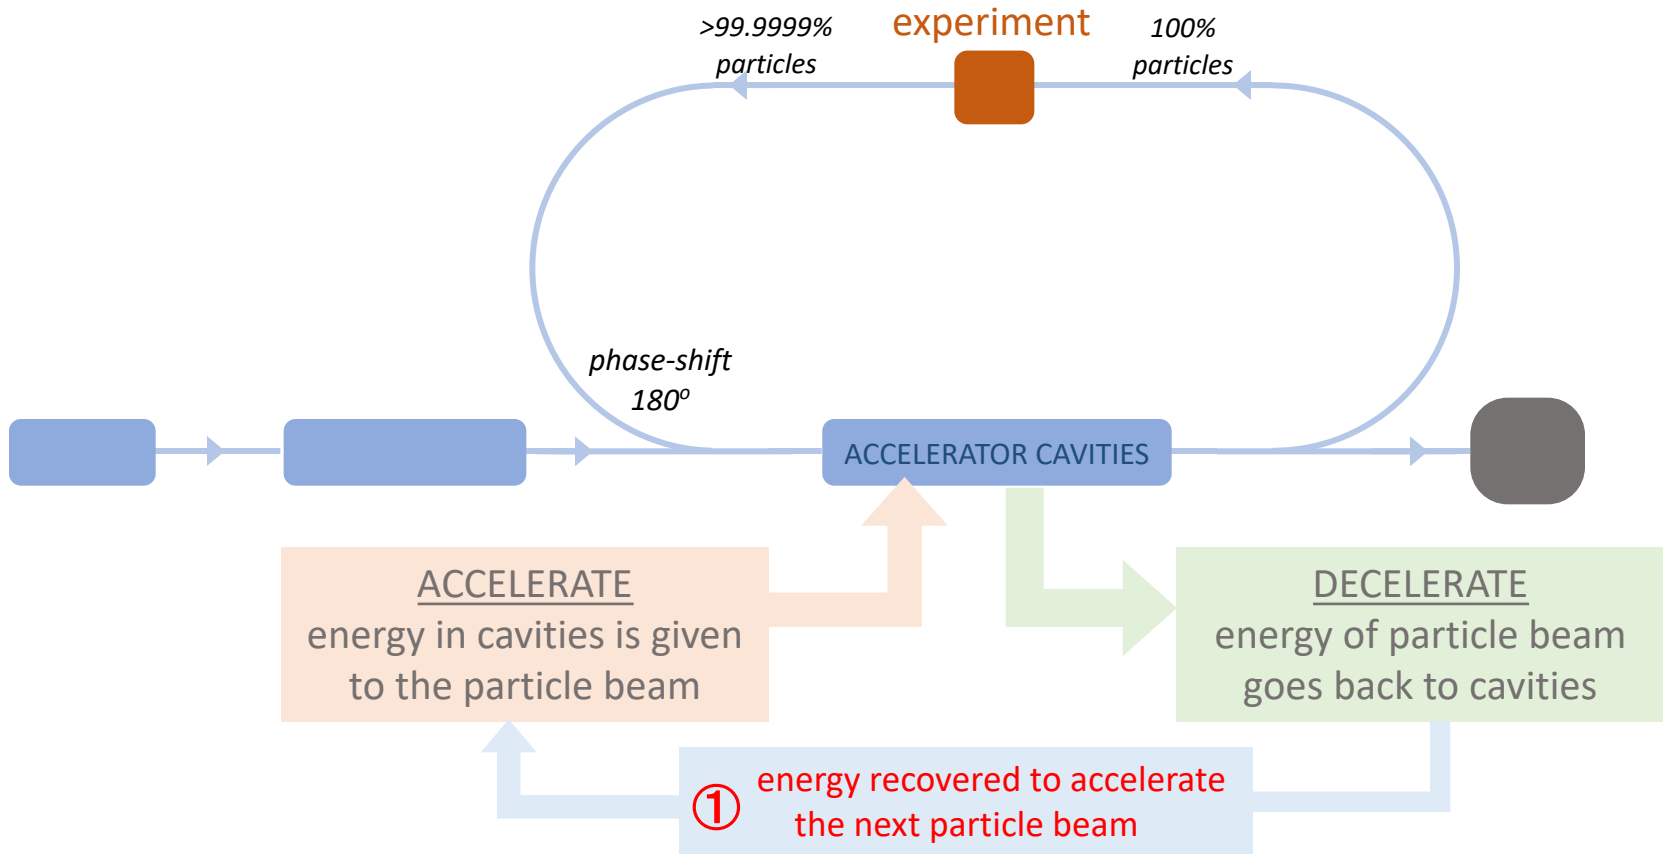 >99.9999%
particles
experiment
100%
particles
phase-shift
180º
ACCELERATOR CAVITIES
ACCELERATE
energy in cavities is given
to the particle beam
DECELERATE
energy of particle beam
goes back to cavities
① energy recovered to accelerate
the next particle beam